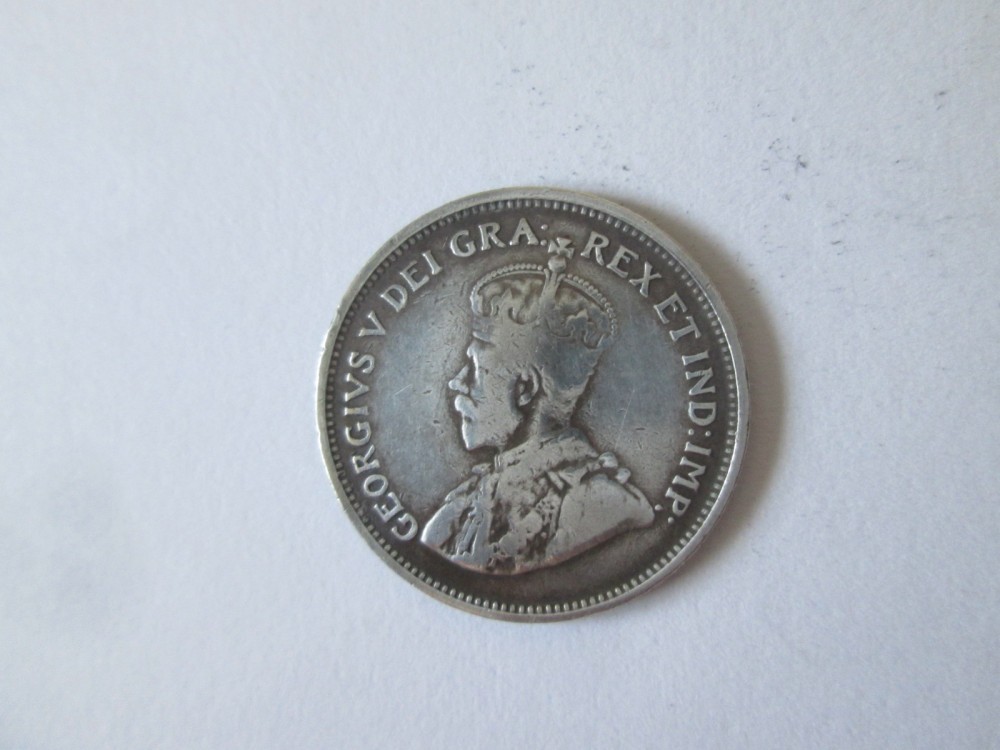 GEORGIVS V DEI GRA: REX ET IND: IMP.